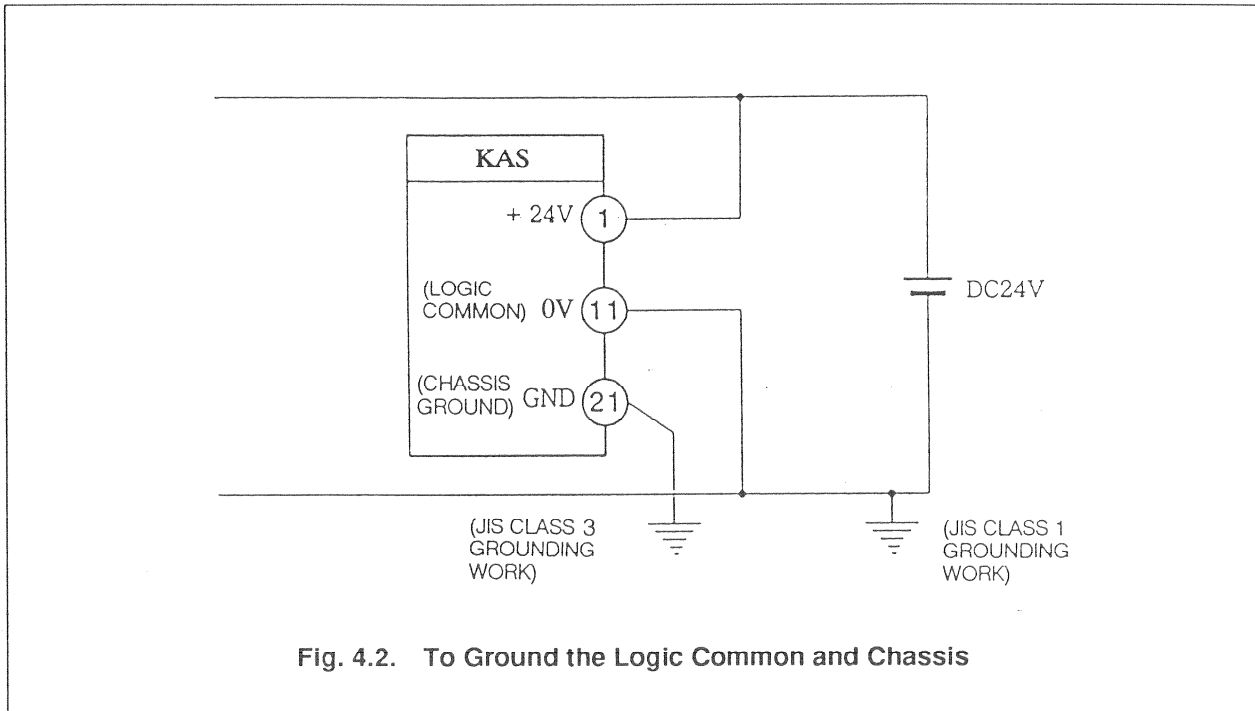 KAS
+ 24V 1
(LOGIC
COMMON) 0V 11
DC24V
(CHASSIS
GROUND) GND 21
(JIS CLASS 3
GROUNDING
WORK)
(JIS CLASS 1
GROUNDING
WORK)
Fig. 4.2. To Ground the Logic Common and Chassis